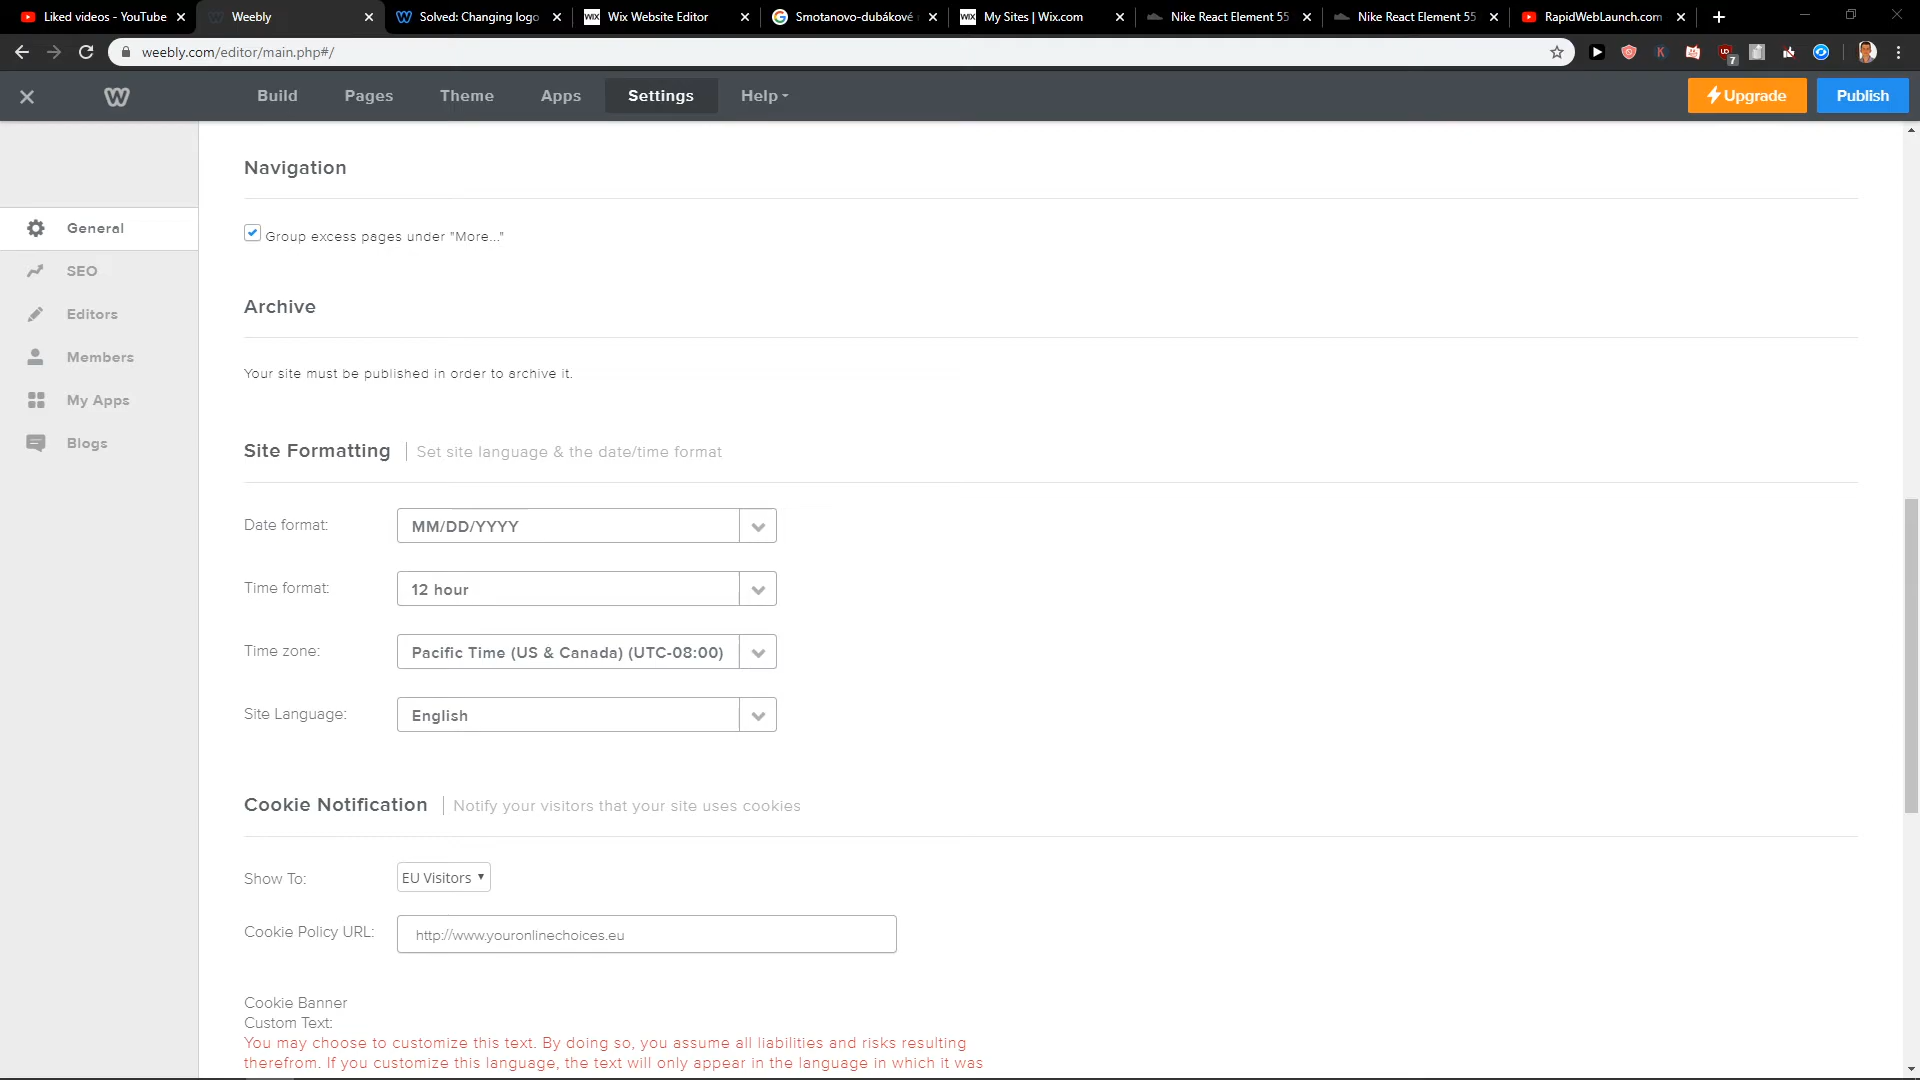 Liked videos - YouTube
Weebly
Solved: Changing logo
WIX Wix Website Editor
Smotanovo-dubákové
WIX My Sites | Wix.com
Nike React Element 55
Nike React Element 55
RapidWebLaunch.com
weebly.com/editor/main.php#/
K
7
Build
Pages
Theme
Apps
Settings
Help
Upgrade
Publish
Navigation
General
Group excess pages under "More..."
SEO
Archive
Editors
Members
Your site must be published in order to archive it.
My Apps
Blogs
Site Formatting | Set site language & the date/time format
Date format: MM/DD/YYYY
Time format: 12 hour
Time zone: Pacific Time (US & Canada) (UTC-08:00)
Site Language: English
Cookie Notification | Notify your visitors that your site uses cookies
Show To: EU Visitors
Cookie Policy URL: http://www.youronlinechoices.eu
Cookie Banner
Custom Text:
You may choose to customize this text. By doing so, you assume all liabilities and risks resulting
therefrom. If you customize this language, the text will only appear in the language in which it was